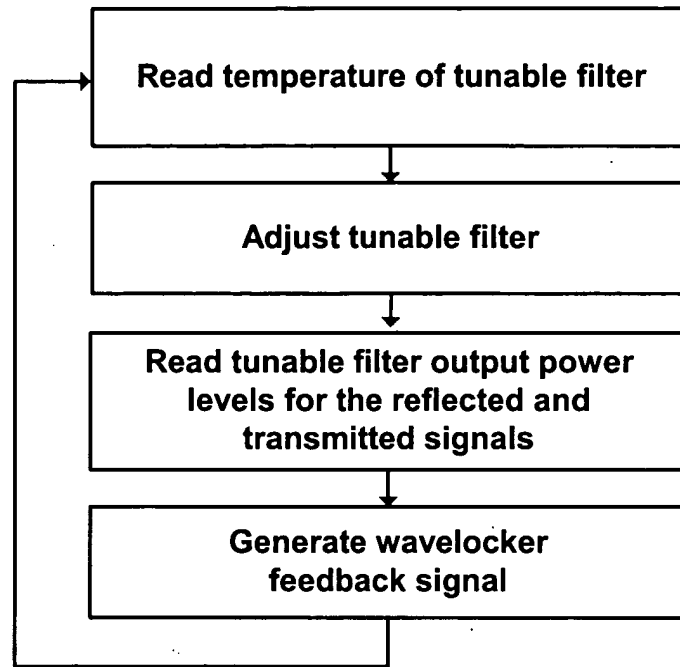 Read temperature of tunable filter
Adjust tunable filter
Read tunable filter output power
levels for the reflected and
transmitted signals
Generate wavelocker
feedback signal